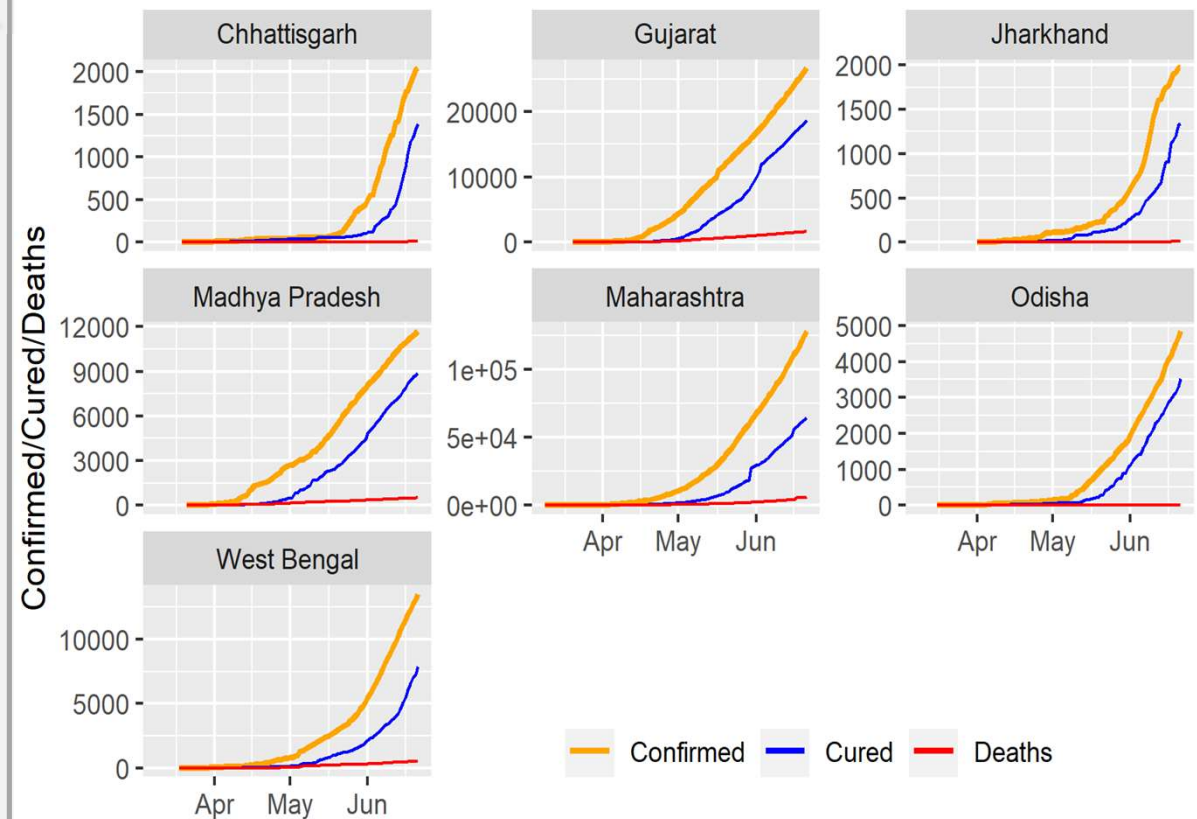 Confirmed/Cured/Deaths
Chhattisgarh
2000
1500
1000
500
0
Gujarat
20000
10000
0
Jharkhand
2000
1500
1000
500
0
Madhya Pradesh
12000
9000
6000
3000
0
Maharashtra
1e+05
5e+04
0e+00
Apr May Jun
Odisha
5000
4000
3000
2000
1000
0
Apr May Jun
West Bengal
10000
5000
0
Apr May Jun
Confirmed Cured Deaths